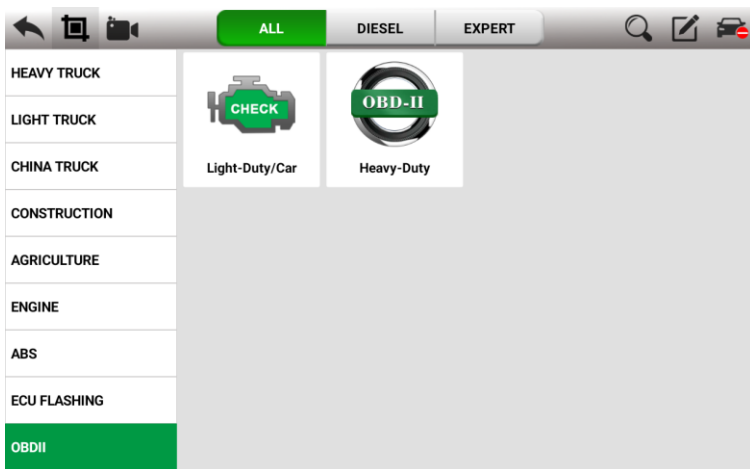 ALL
DIESEL
EXPERT
HEAVY TRUCK
LIGHT TRUCK
CHINA TRUCK
CONSTRUCTION
AGRICULTURE
ENGINE
ABS
ECU FLASHING
OBDII
CHECK
Light-Duty/Car
OBD-II
Heavy-Duty